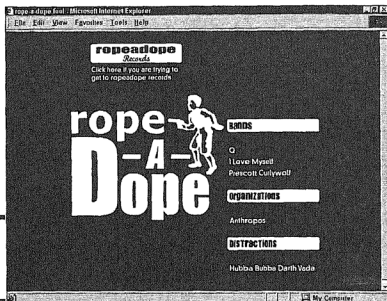 rope-a-dope fool - Microsoft Internet Explorer
File Edit View Favorites Tools Help
ropeadope
Records
Click here if you are trying to
get to ropeadope records
rope
-A-
Dope
BANDS
Q
I Love Myself
Prescott Curlywolf
ORGANIZATIONS
Anthropos
DISTRACTIONS
Hubba Bubba Darth Vada
My Computer